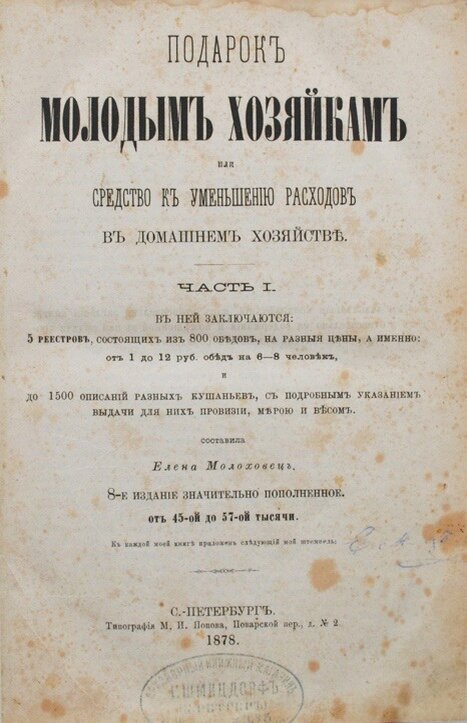 ПОДАРОКЪ
МОЛОДЫМЪ ХОЗЯЙКАМЪ
ИЛИ
СРЕДСТВО КЪ УМЕНЬШЕНІЮ РАСХОДОВЪ
ВЪ ДОМАШНЕМЪ ХОЗЯЙСТВѢ.
ЧАСТЬ I.
ВЪ НЕЙ ЗАКЛЮЧАЮТСЯ:
5 РЕЕСТРОВЪ, СОСТОЯЩИХЪ ИЗЪ 800 ОБѢДОВЪ, НА РАЗНЫЯ ЦѢНЫ, А ИМЕННО:
ОТЪ 1 ДО 12 РУБ. ОБѢДЪ НА 6—8 ЧЕЛОВѢКЪ,
И
ДО 1500 ОПИСАНІЙ РАЗНЫХЪ КУШАНЬЕВЪ, СЪ ПОДРОБНЫМЪ УКАЗАНІЕМЪ
ВЫДАЧИ ДЛЯ НИХЪ ПРОВИЗІИ, МѢРОЮ И ВѢСОМЪ.
СОСТАВИЛА
Елена Молоховецъ.
8-Е ИЗДАНІЕ ЗНАЧИТЕЛЬНО ПОПОЛНЕННОЕ.
отъ 45-ой до 57-ой тысячи.
Къ каждой моей книгѣ приложенъ слѣдующій мой штемпель:
С.-ПЕТЕРБУРГЪ.
Типографія М. И. Попова, Поварской пер., д. № 2.
1878.